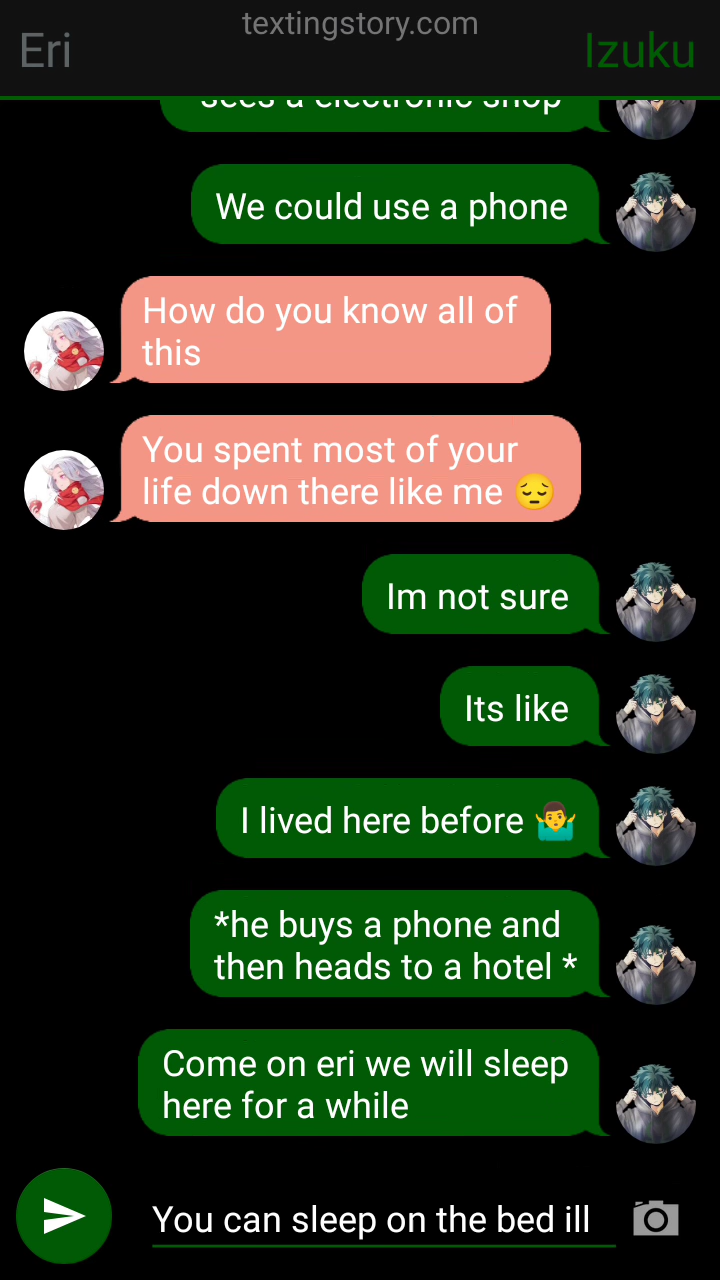 textingstory.com
Eri
Izuku
sees a electronic shop
We could use a phone
How do you know all of
this
You spent most of your
life down there like me 😔
Im not sure
Its like
I lived here before 🤷‍♂️
*he buys a phone and
then heads to a hotel *
Come on eri we will sleep
here for a while
You can sleep on the bed ill